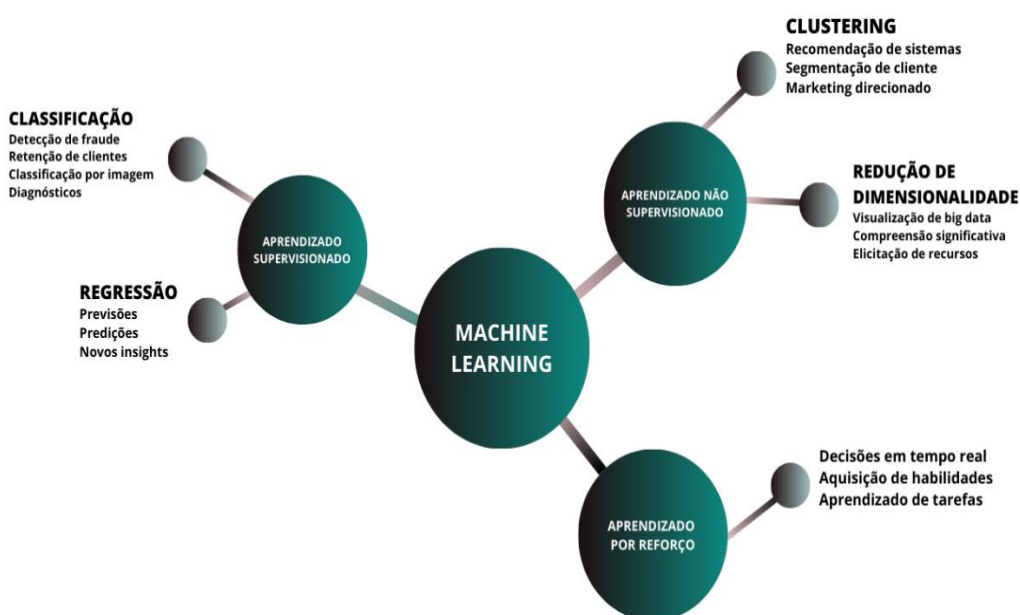 CLUSTERING
Recomendação de sistemas
Segmentação de cliente
Marketing direcionado
CLASSIFICAÇÃO
Detecção de fraude
Retenção de clientes
Classificação por imagem
Diagnósticos
REDUÇÃO DE
DIMENSIONALIDADE
Visualização de big data
Compreensão significativa
Elicitação de recursos
APRENDIZADO NÃO
SUPERVISIONADO
APRENDIZADO
SUPERVISIONADO
REGRESSÃO
Previsões
Predições
Novos insights
MACHINE
LEARNING
Decisões em tempo real
Aquisição de habilidades
Aprendizado de tarefas
APRENDIZADO
POR REFORÇO